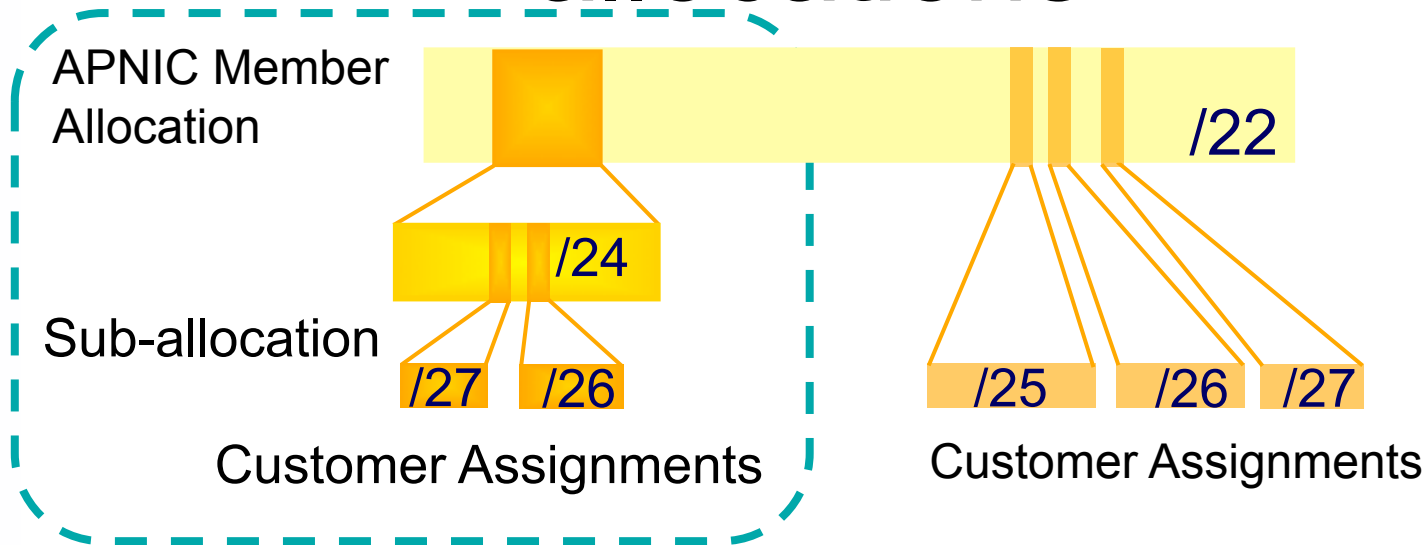 APNIC Member
Allocation
/22
/24
Sub-allocation
/27 /26
/25 /26 /27
Customer Assignments
Customer Assignments